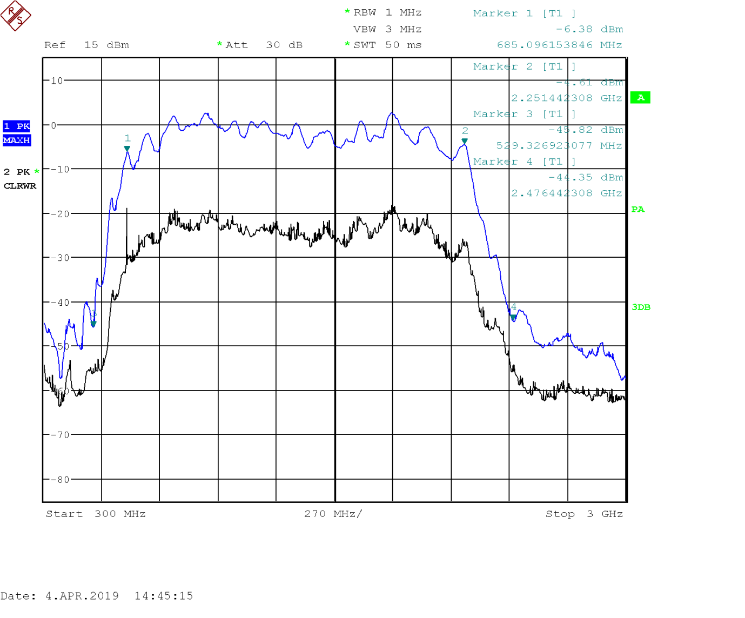 R S
* RBW 1 MHz Marker 1 [T1 ]
VBW 3 MHz -6.38 dBm
Ref 15 dBm * Att 30 dB * SWT 50 ms 685.096153846 MHz
Marker 2 [T1 ]
10 -4.61 dBm
2.251442308 GHz A
Marker 3 [T1 ]
1 PK 0 1 2 -45.82 dBm
MAXH 529.326923077 MHz
Marker 4 [T1 ]
2 PK * -10 -44.35 dBm
CLRWR
2.476442308 GHz
-20 PA
-30
-40 4 3DB
-50
-60
-70
-80
Start 300 MHz 270 MHz/ Stop 3 GHz
Date: 4.APR.2019 14:45:15